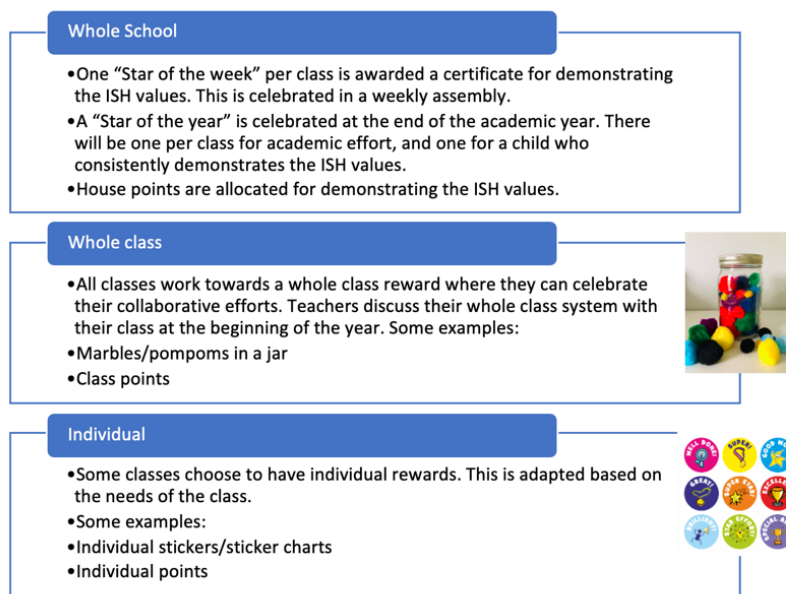 Whole School
•One “Star of the week” per class is awarded a certificate for demonstrating
the ISH values. This is celebrated in a weekly assembly.
•A “Star of the year” is celebrated at the end of the academic year. There
will be one per class for academic effort, and one for a child who
consistently demonstrates the ISH values.
•House points are allocated for demonstrating the ISH values.
Whole class
•All classes work towards a whole class reward where they can celebrate
their collaborative efforts. Teachers discuss their whole class system with
their class at the beginning of the year. Some examples:
•Marbles/pompoms in a jar
•Class points
Individual
•Some classes choose to have individual rewards. This is adapted based on
the needs of the class.
•Some examples:
•Individual stickers/sticker charts
•Individual points
WELL DONE!
SUPER!
GOOD
GREAT!
SUPER STAR!
BRILLIANT!
SPECIAL